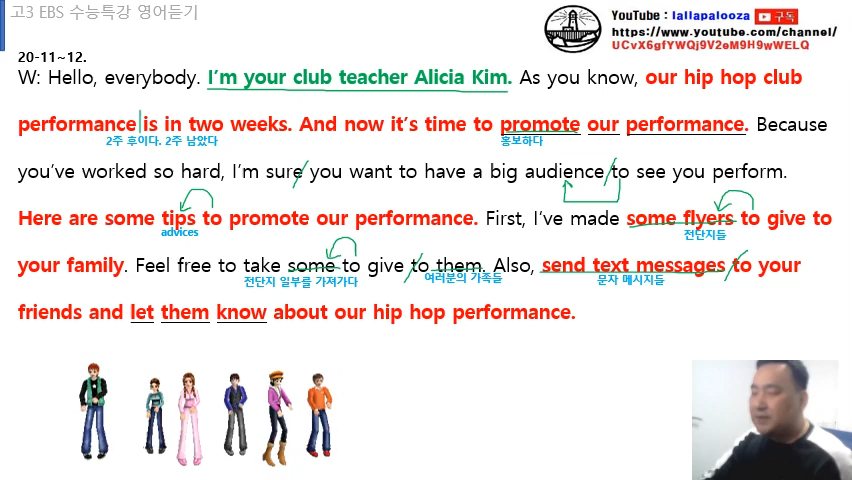 고3 EBS 수능특강 영어듣기
YouTube : lallapalooza 구독
https://www.youtube.com/channel/
UCvX6gfYWQj9V2eM9H9wWELQ
20-11~12.
W: Hello, everybody. I'm your club teacher Alicia Kim. As you know, our hip hop club
performance is in two weeks. And now it's time to promote our performance. Because
2주 후이다. 2주 남았다 홍보하다
you've worked so hard, I'm sure you want to have a big audience to see you perform.
Here are some tips to promote our performance. First, I've made some flyers to give to
advices 전단지들
your family. Feel free to take some to give to them. Also, send text messages to your
전단지 일부를 가져가다 여러분의 가족들 문자 메시지들
friends and let them know about our hip hop performance.